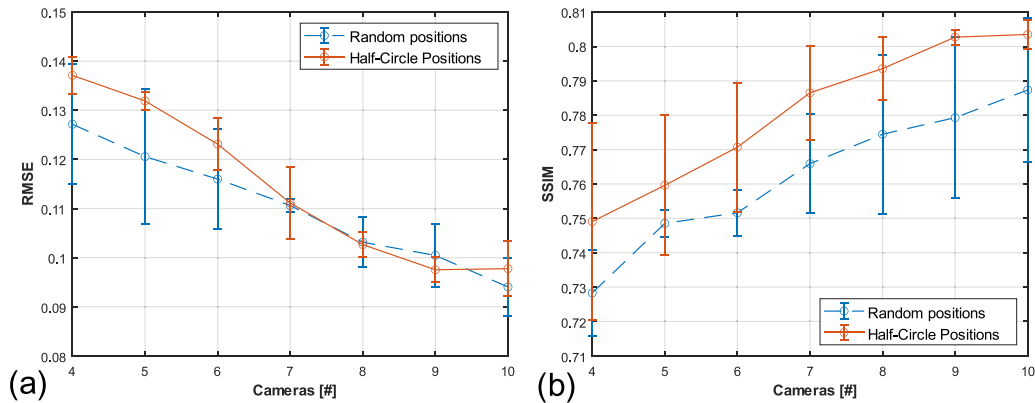 0.15
0.14
0.13
0.12
0.11
0.1
0.09
0.08
RMSE
4 5 6 7 8 9 10
Cameras [#]
Random positions
Half-Circle Positions
(a)
0.81
0.8
0.79
0.78
0.77
0.76
0.75
0.74
0.73
0.72
0.71
SSIM
4 5 6 7 8 9 10
Cameras [#]
Random positions
Half-Circle Positions
(b)